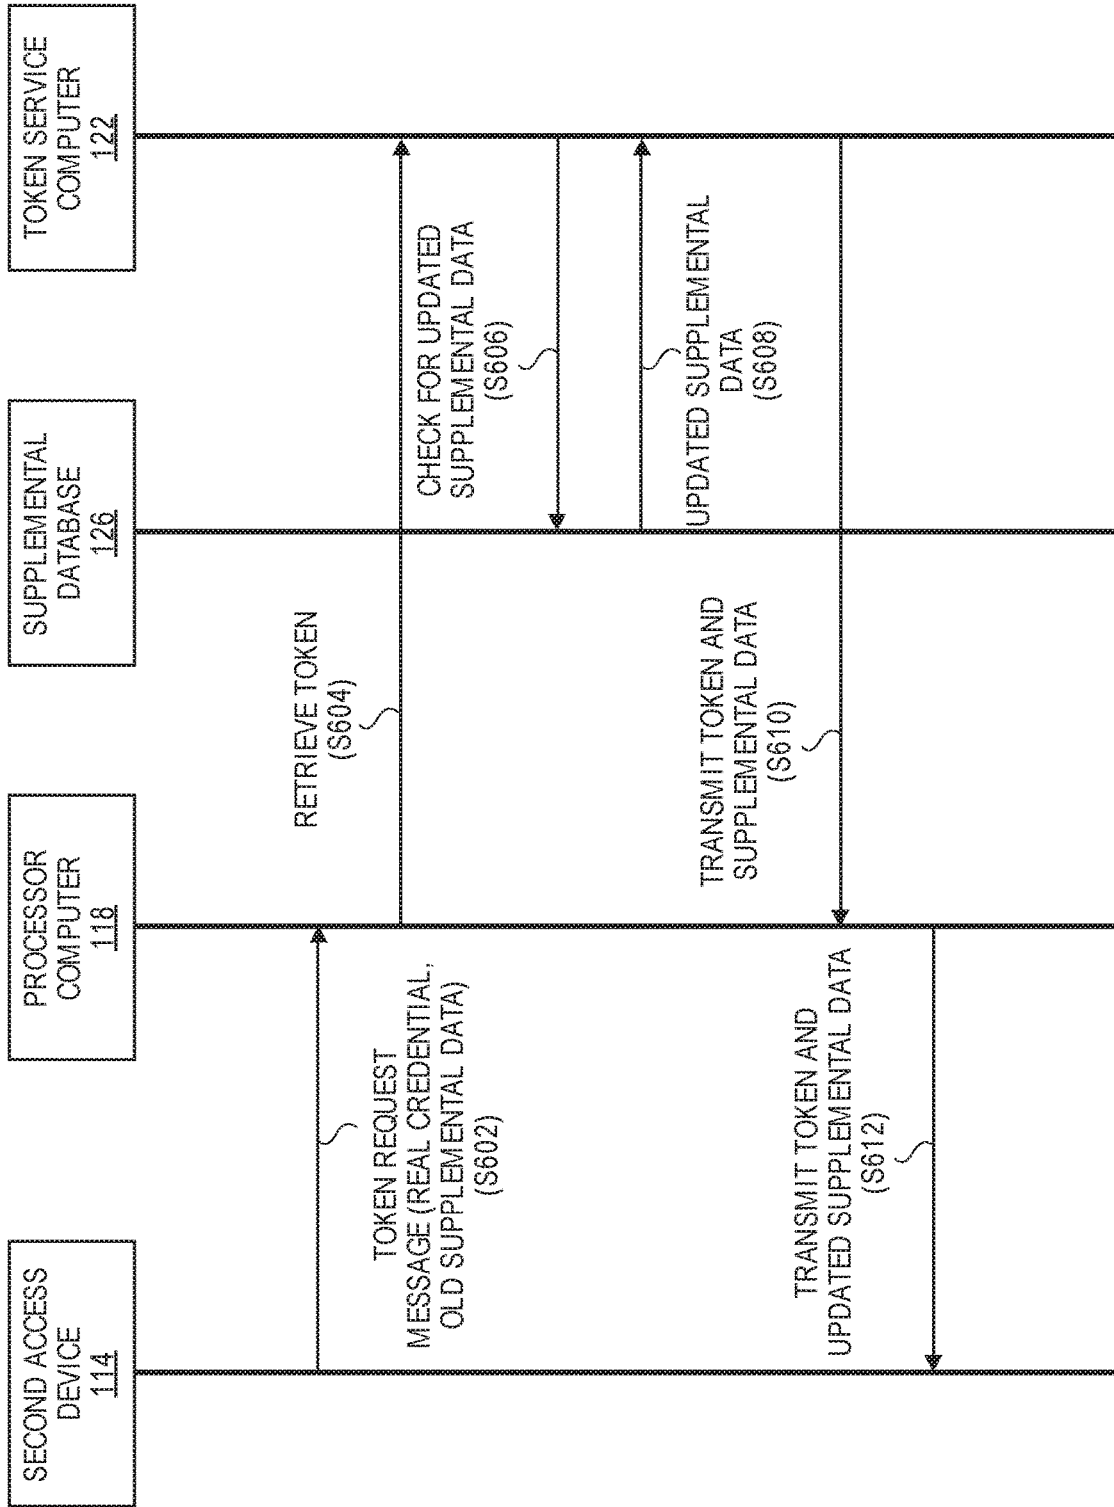 SECOND ACCESS
DEVICE
114
PROCESSOR
COMPUTER
118
SUPPLEMENTAL
DATABASE
126
TOKEN SERVICE
COMPUTER
122
TOKEN REQUEST
MESSAGE (REAL CREDENTIAL,
OLD SUPPLEMENTAL DATA)
(S602)
RETRIEVE TOKEN
(S604)
CHECK FOR UPDATED
SUPPLEMENTAL DATA
(S606)
UPDATED SUPPLEMENTAL
DATA
(S608)
TRANSMIT TOKEN AND
SUPPLEMENTAL DATA
(S610)
TRANSMIT TOKEN AND
UPDATED SUPPLEMENTAL DATA
(S612)